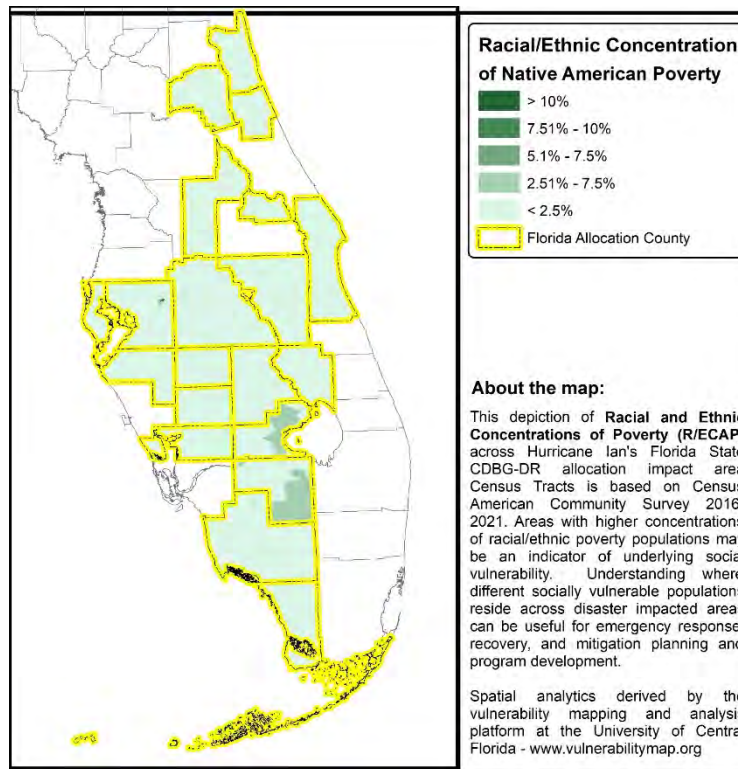 Racial/Ethnic Concentration
of Native American Poverty
> 10%
7.51% - 10%
5.1% - 7.5%
2.51% - 7.5%
< 2.5%
Florida Allocation County
About the map:
This depiction of Racial and Ethni
Concentrations of Poverty (R/ECAP
across Hurricane Ian's Florida State
CDBG-DR allocation impact area
Census Tracts is based on Census
American Community Survey 2016
2021. Areas with higher concentrations
of racial/ethnic poverty populations may
be an indicator of underlying socia
vulnerability. Understanding where
different socially vulnerable populations
reside across disaster impacted areas
can be useful for emergency response
recovery, and mitigation planning and
program development.
Spatial analytics derived by the
vulnerability mapping and analysi
platform at the University of Centra
Florida - www.vulnerabilitymap.org